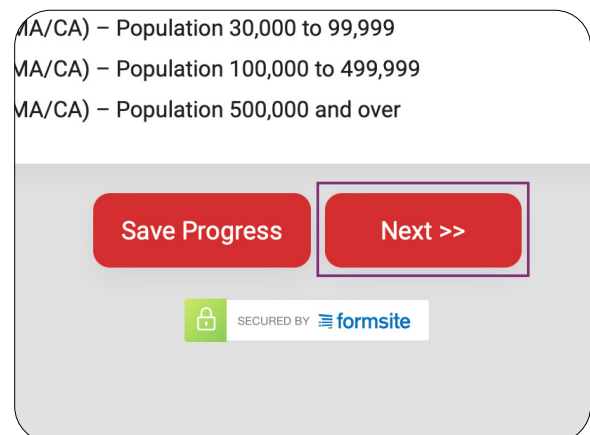 MA/CA) – Population 30,000 to 99,999
MA/CA) – Population 100,000 to 499,999
MA/CA) – Population 500,000 and over
Save Progress
Next >>
SECURED BY formsite